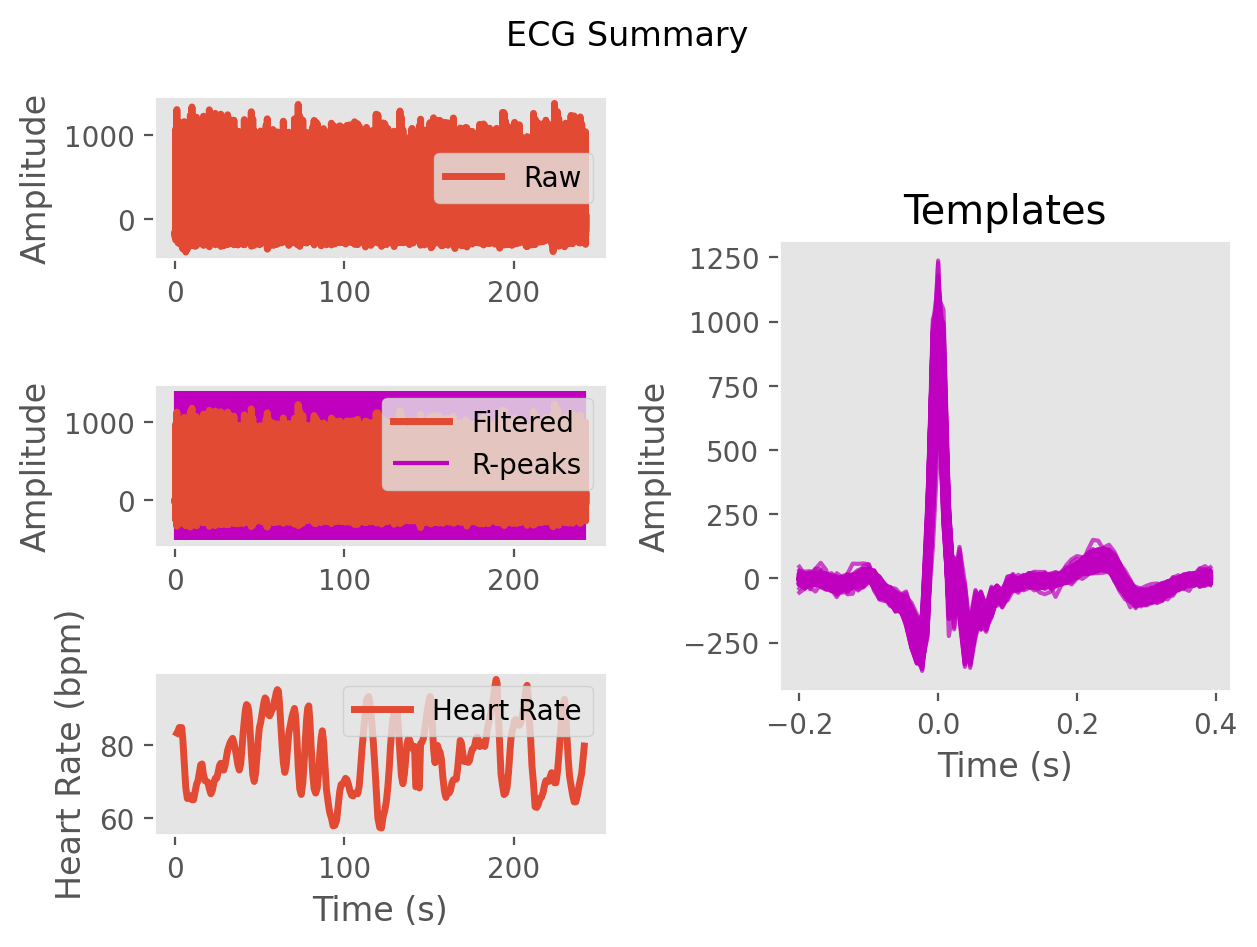 ECG Summary
Amplitude
1000
0
Raw
0 100 200
Amplitude
1000
0
Filtered
R-peaks
0 100 200
Heart Rate (bpm)
80
60
Heart Rate
0 100 200
Time (s)
Templates
Amplitude
1250
1000
750
500
250
0
−250
−0.2 0.0 0.2 0.4
Time (s)